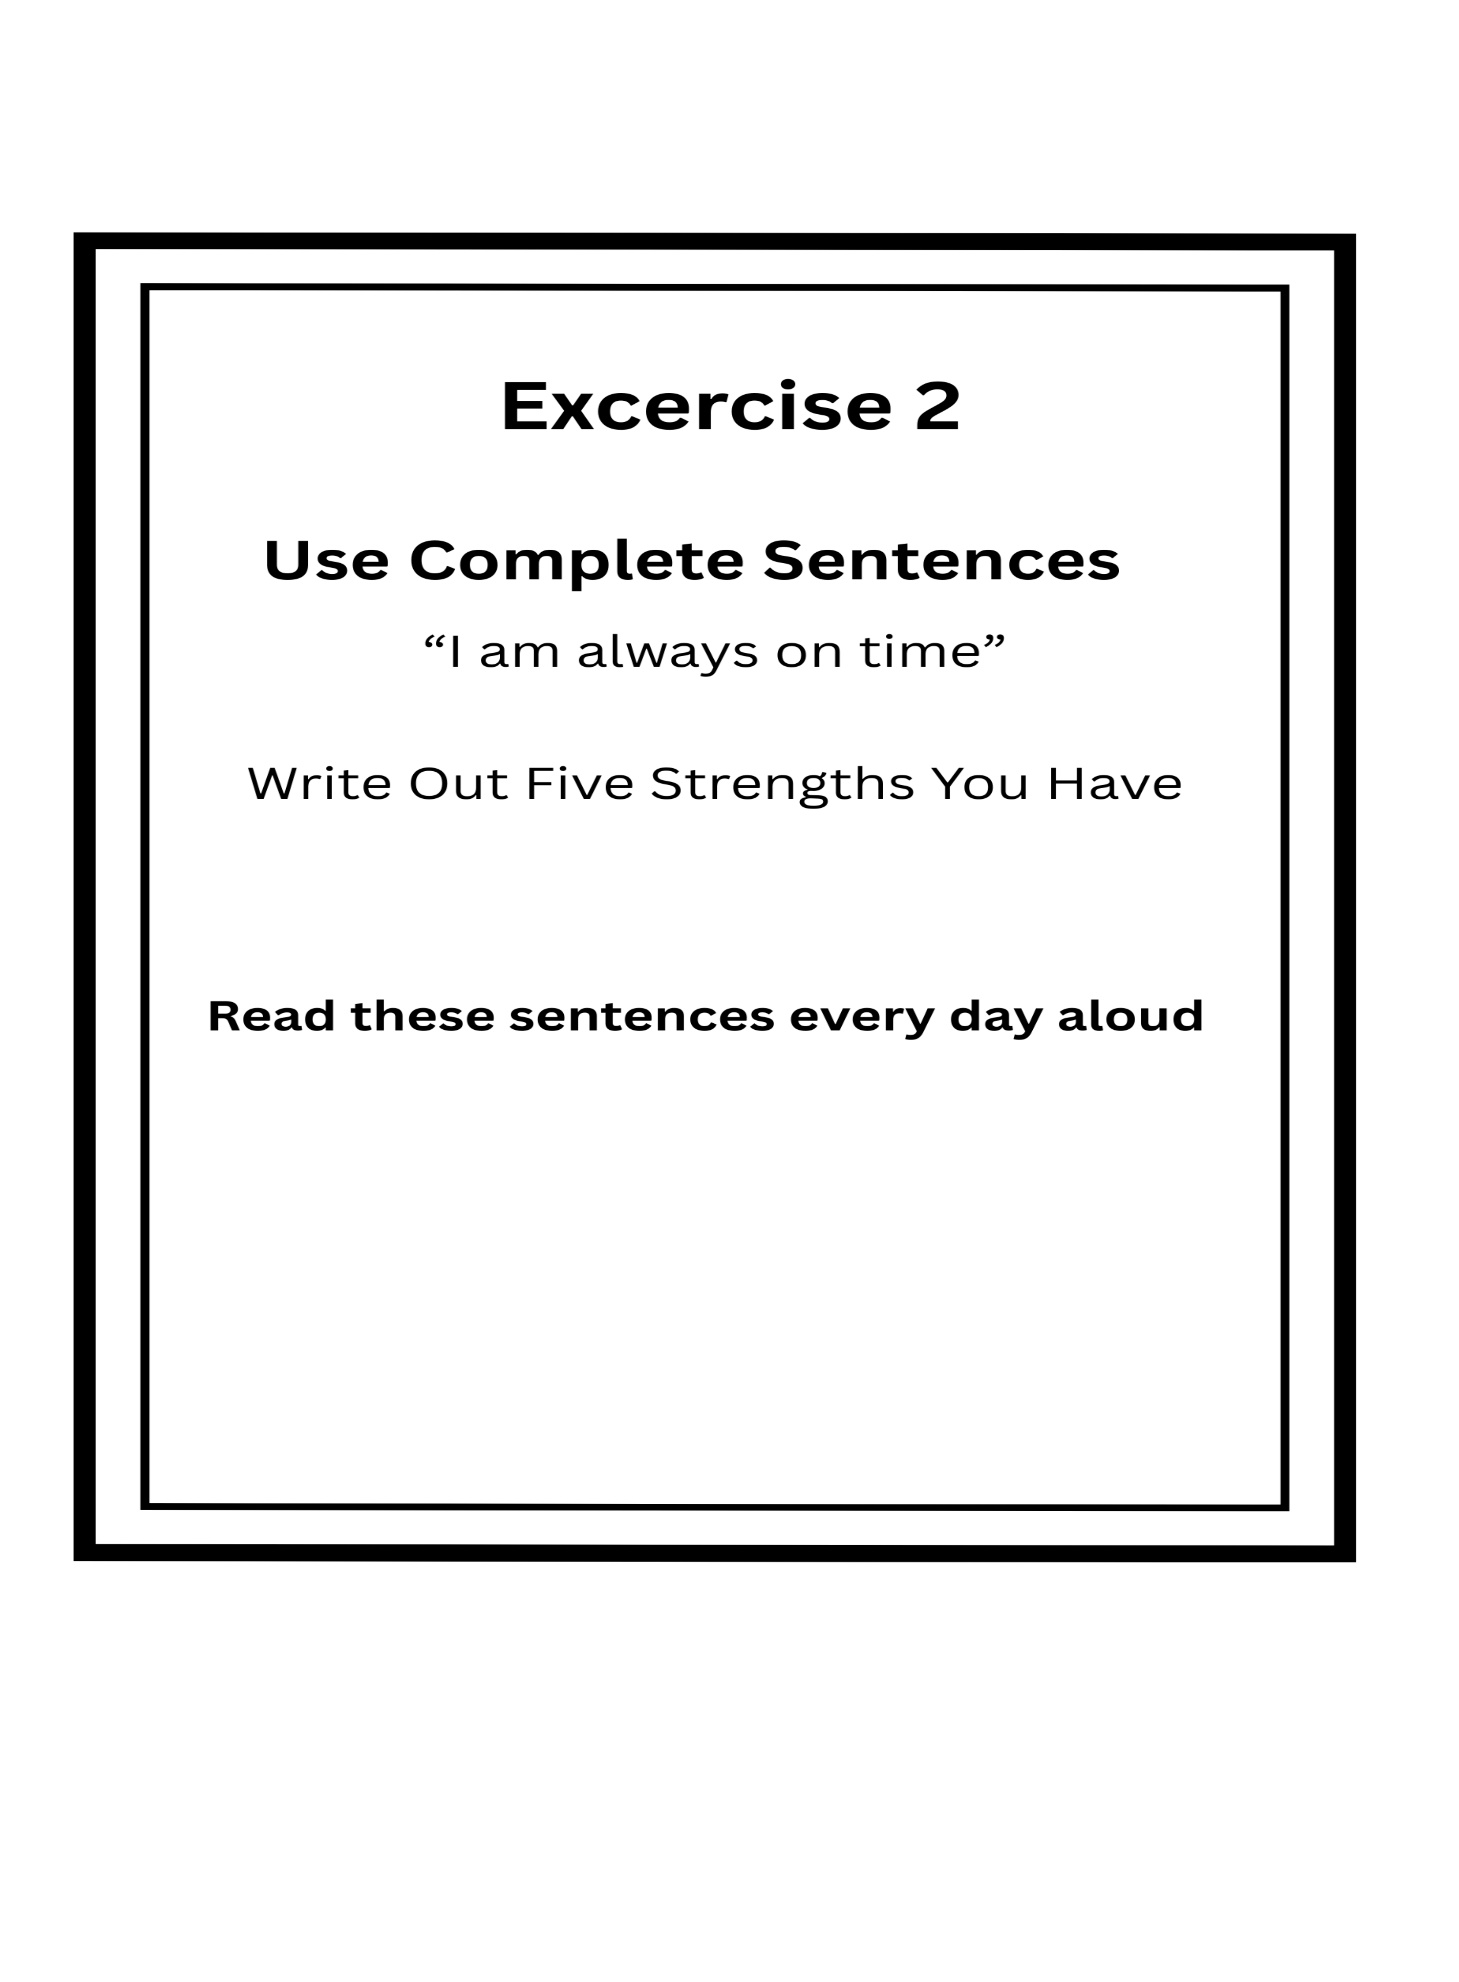 Excercise 2
Use Complete Sentences
“I am always on time”
Write Out Five Strengths You Have
Read these sentences every day aloud